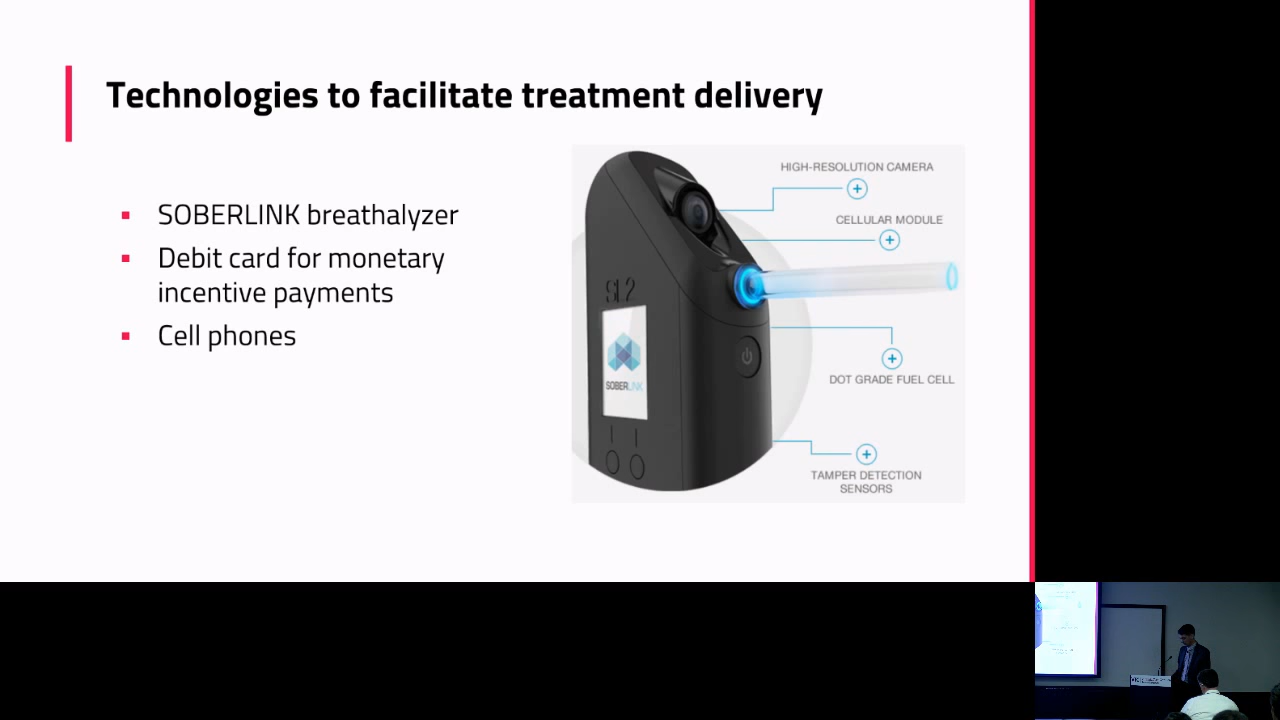 Technologies to facilitate treatment delivery
SOBERLINK breathalyzer
Debit card for monetary
incentive payments
Cell phones
HIGH-RESOLUTION CAMERA
CELLULAR MODULE
SL2
SOBERLINK
DOT GRADE FUEL CELL
TAMPER DETECTION
SENSORS